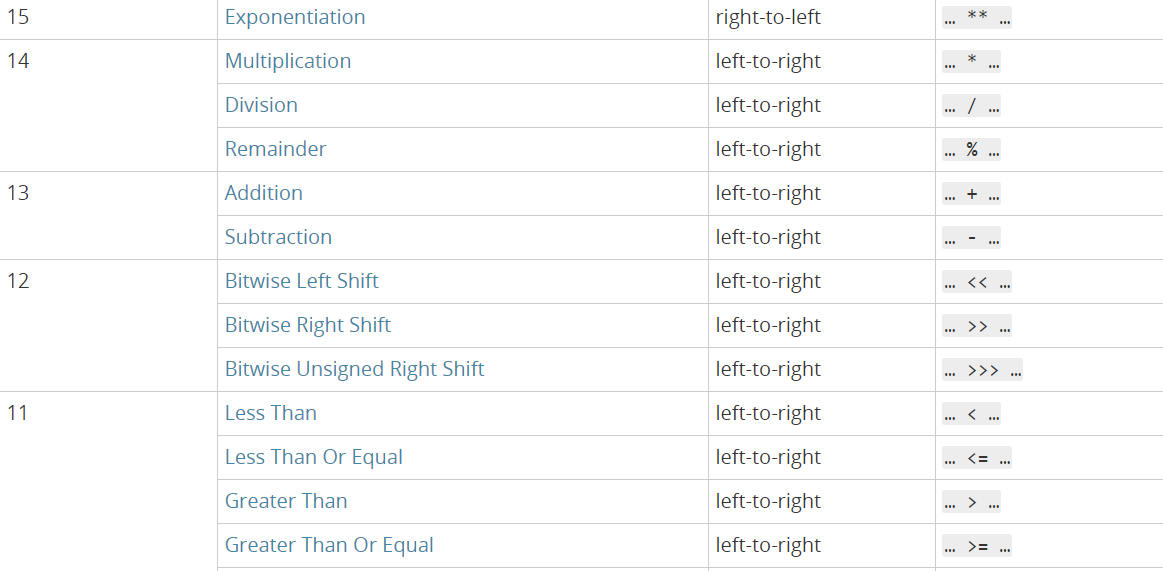 15 Exponentiation right-to-left … ** …
14 Multiplication left-to-right … * …
Division left-to-right … / …
Remainder left-to-right … % …
13 Addition left-to-right … + …
Subtraction left-to-right … - …
12 Bitwise Left Shift left-to-right … << …
Bitwise Right Shift left-to-right … >> …
Bitwise Unsigned Right Shift left-to-right … >>> …
11 Less Than left-to-right … < …
Less Than Or Equal left-to-right … <= …
Greater Than left-to-right … > …
Greater Than Or Equal left-to-right … >= …